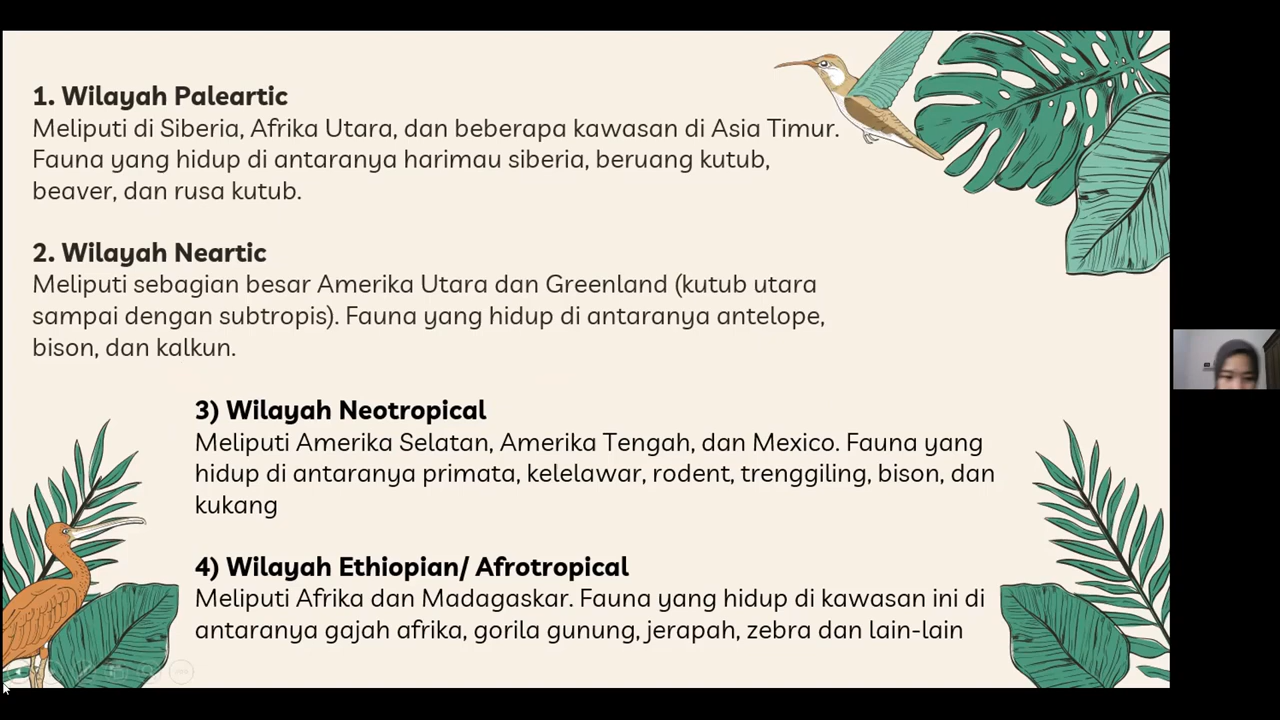 1. Wilayah Paleartic
Meliputi di Siberia, Afrika Utara, dan beberapa kawasan di Asia Timur.
Fauna yang hidup di antaranya harimau siberia, beruang kutub,
beaver, dan rusa kutub.
2. Wilayah Neartic
Meliputi sebagian besar Amerika Utara dan Greenland (kutub utara
sampai dengan subtropis). Fauna yang hidup di antaranya antelope,
bison, dan kalkun.
3) Wilayah Neotropical
Meliputi Amerika Selatan, Amerika Tengah, dan Mexico. Fauna yang
hidup di antaranya primata, kelelawar, rodent, trenggiling, bison, dan
kukang
4) Wilayah Ethiopian/ Afrotropical
Meliputi Afrika dan Madagaskar. Fauna yang hidup di kawasan ini di
antaranya gajah afrika, gorila gunung, jerapah, zebra dan lain-lain